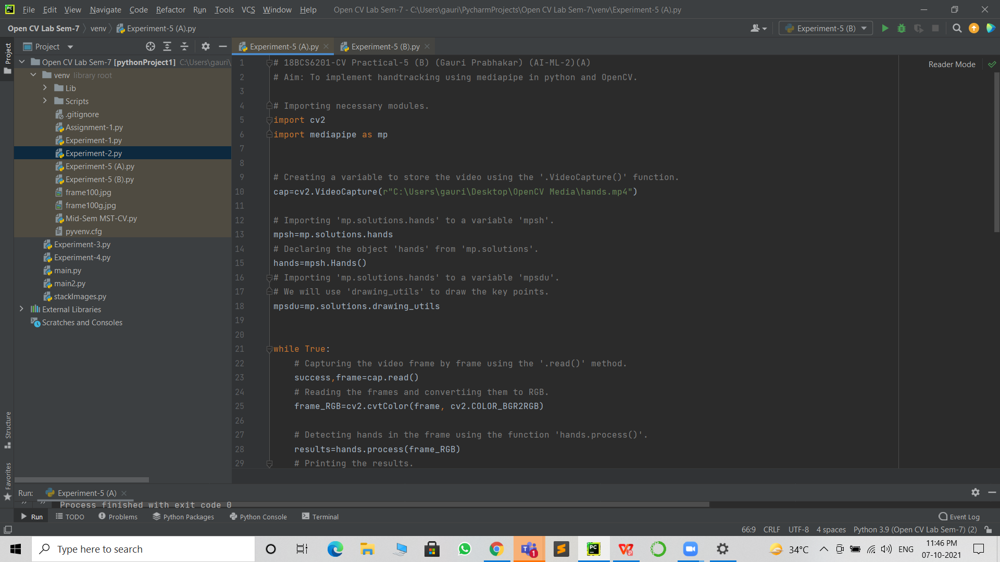 File Edit View Navigate Code Refactor Run Tools VCS Window Help Open CV Lab Sem-7 - C:\Users\gauri\PycharmProjects\Open CV Lab Sem-7\venv\Experiment-5 (A).py
Open CV Lab Sem-7 venv Experiment-5 (A).py Experiment-5 (B)
Project Experiment-5 (A).py Experiment-5 (B).py
Project
Open CV Lab Sem-7 [pythonProject1] C:\Users\gauri\
venv library root
Lib
Scripts
.gitignore
Assignment-1.py
Experiment-1.py
Experiment-2.py
Experiment-5 (A).py
Experiment-5 (B).py
frame100.jpg
frame100g.jpg
Mid-Sem MST-CV.py
pyvenv.cfg
Experiment-3.py
Experiment-4.py
main.py
main2.py
stackImages.py
External Libraries
Scratches and Consoles
Structure
Favorites
Reader Mode
1 # 18BCS6201-CV Practical-5 (B) (Gauri Prabhakar) (AI-ML-2)(A)
2 # Aim: To implement handtracking using mediapipe in python and OpenCV.
3
4 # Importing necessary modules.
5 import cv2
6 import mediapipe as mp
7
8
9 # Creating a variable to store the video using the '.VideoCapture()' function.
10 cap=cv2.VideoCapture(r"C:\Users\gauri\Desktop\OpenCV Media\hands.mp4")
11
12 # Importing 'mp.solutions.hands' to a variable 'mpsh'.
13 mpsh=mp.solutions.hands
14 # Declaring the object 'hands' from 'mp.solutions'.
15 hands=mpsh.Hands()
16 # Importing 'mp.solutions.hands' to a variable 'mpsdu'.
17 # We will use 'drawing_utils' to draw the key points.
18 mpsdu=mp.solutions.drawing_utils
19
20
21 while True:
22 # Capturing the video frame by frame using the '.read()' method.
23 success,frame=cap.read()
24 # Reading the frames and convertiing them to RGB.
25 frame_RGB=cv2.cvtColor(frame, cv2.COLOR_BGR2RGB)
26
27 # Detecting hands in the frame using the function 'hands.process()'.
28 results=hands.process(frame_RGB)
29 # Printing the results.
Run: Experiment-5 (A)
Process finished with exit code 0
Run TODO Problems Python Packages Python Console Terminal Event Log
66:9 CRLF UTF-8 4 spaces Python 3.9 (Open CV Lab Sem-7) (2)
Type here to search
PC
1
34°C ENG
11:46 PM
07-10-2021